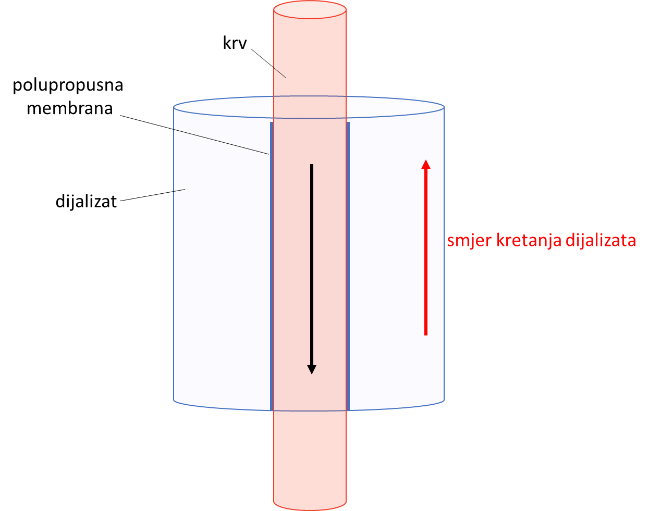 krv
polupropusna
membrana
dijalizat
smjer kretanja dijalizata